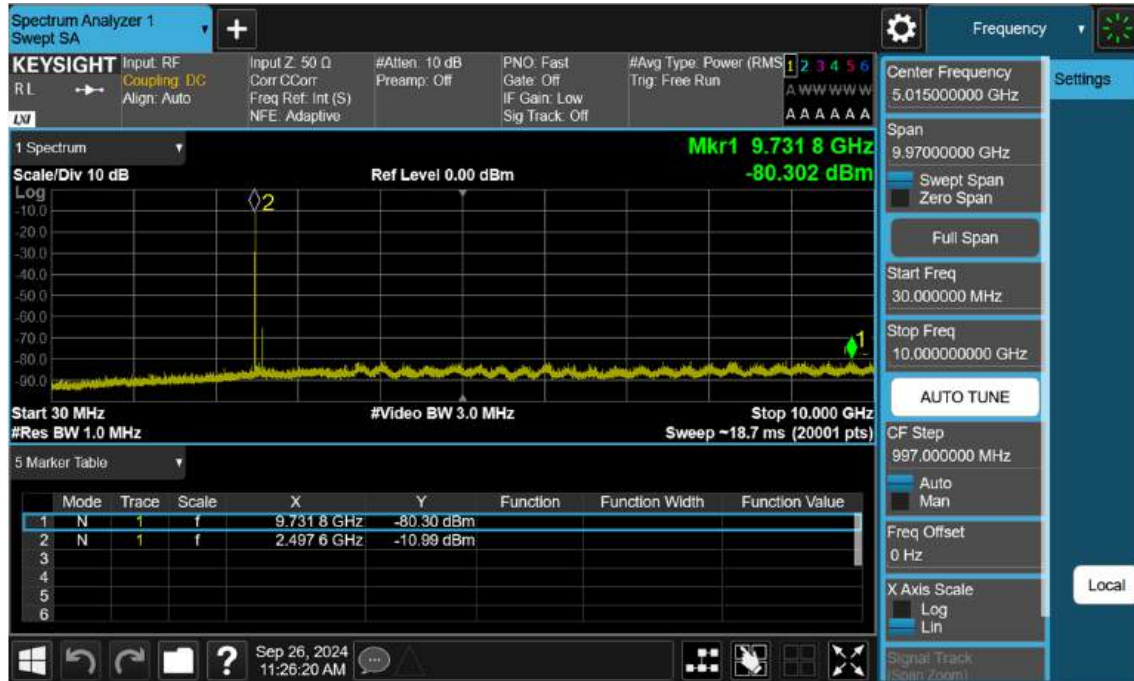 Spectrum Analyzer 1
Swept SA
+
Frequency
KEYSIGHT
RL
LXI
Input: RF
Coupling: DC
Align: Auto
Input Z: 50 Ω
Corr CCorr
Freq Ref: Int (S)
NFE: Adaptive
#Atten: 10 dB
Preamp: Off
PNO: Fast
Gate: Off
IF Gain: Low
Sig Track: Off
#Avg Type: Power (RMS
Trig: Free Run
1 2 3 4 5 6
A W W W W W
A A A A A A
1 Spectrum
Mkr1 9.731 8 GHz
-80.302 dBm
Scale/Div 10 dB
Ref Level 0.00 dBm
Log
-10.0
-20.0
-30.0
-40.0
-50.0
-60.0
-70.0
-80.0
-90.0
2
1
Start 30 MHz
#Video BW 3.0 MHz
Stop 10.000 GHz
#Res BW 1.0 MHz
Sweep ~18.7 ms (20001 pts)
5 Marker Table
Mode Trace Scale X Y Function Function Width Function Value
1 N 1 f 9.731 8 GHz -80.30 dBm
2 N 1 f 2.497 6 GHz -10.99 dBm
3
4
5
6
Sep 26, 2024
11:26:20 AM
?
Center Frequency
5.015000000 GHz
Span
9.97000000 GHz
Swept Span
Zero Span
Full Span
Start Freq
30.000000 MHz
Stop Freq
10.000000000 GHz
AUTO TUNE
CF Step
997.000000 MHz
Auto
Man
Freq Offset
0 Hz
X Axis Scale
Log
Lin
Signal Track
(Span Zoom)
Settings
Local